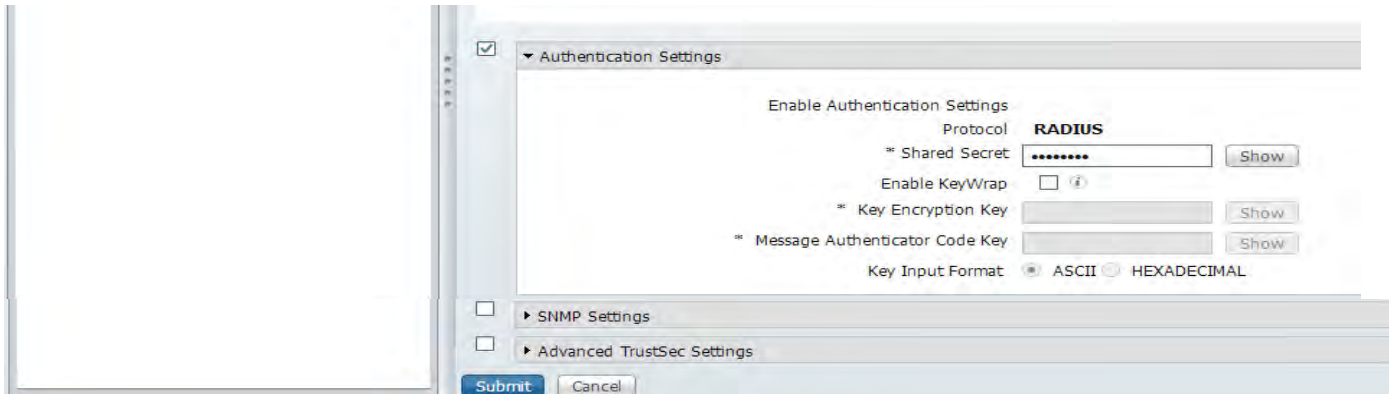 Authentication Settings
Enable Authentication Settings
Protocol RADIUS
* Shared Secret •••••••• Show
Enable KeyWrap
* Key Encryption Key Show
* Message Authenticator Code Key Show
Key Input Format ASCII HEXADECIMAL
SNMP Settings
Advanced TrustSec Settings
Submit Cancel